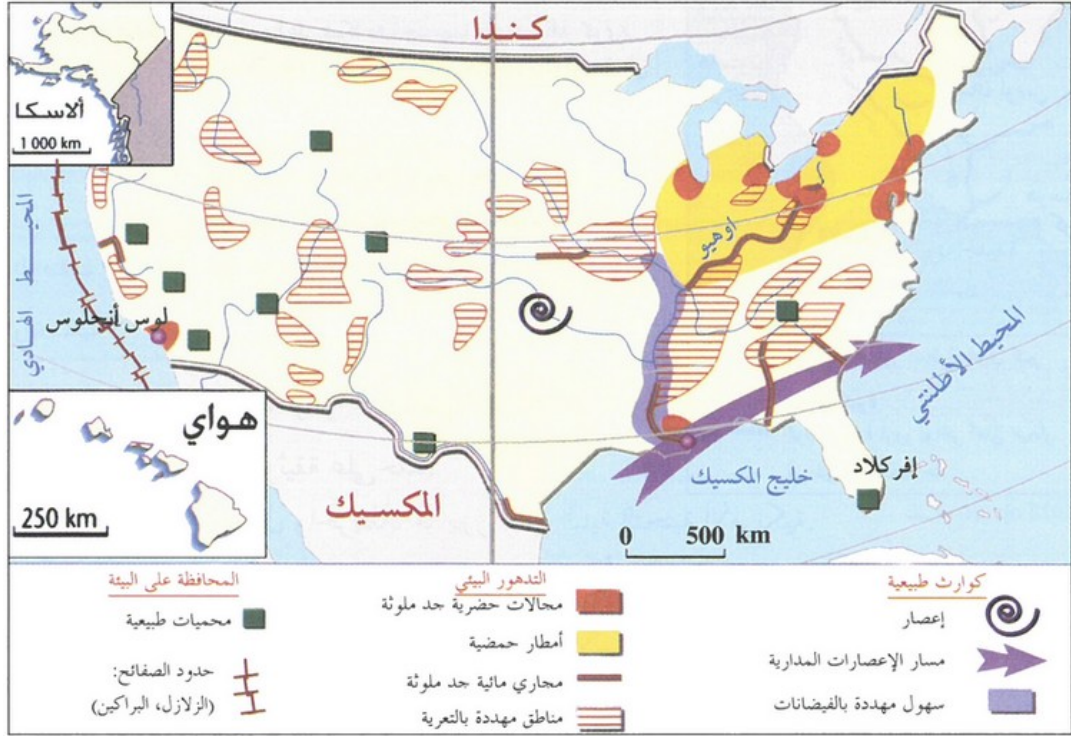 كندا
ألاسكا
1 000 km
المحيط الهادي
لوس أنجلوس
أوهيو
المحيط الأطلنتي
هواي
250 km
المكسيك
خليج المكسيك
إفركلاد
0 500 km
كوارث طبيعية
إعصار
مسار الإعصارات المدارية
سهول مهددة بالفيضانات
التدهور البيئي
مجالات حضرية جد ملوثة
أمطار حمضية
مجاري مائية جد ملوثة
مناطق مهددة بالتعرية
المحافظة على البيئة
محميات طبيعية
حدود الصفائح:
(الزلازل، البراكين)